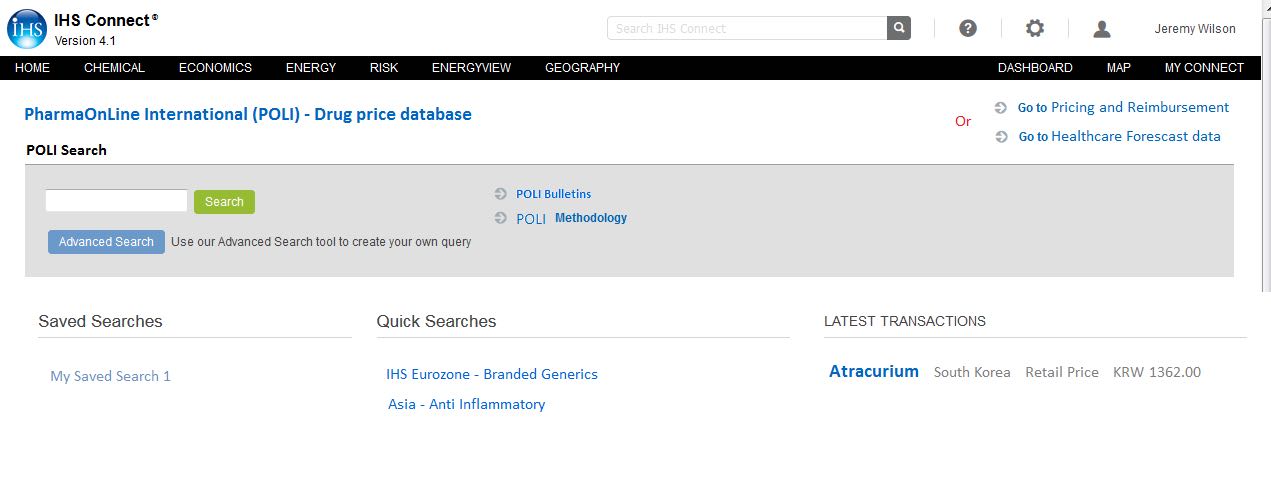 IHS
IHS Connect®
Version 4.1
Search IHS Connect
?
Jeremy Wilson
HOME CHEMICAL ECONOMICS ENERGY RISK ENERGYVIEW GEOGRAPHY DASHBOARD MAP MY CONNECT
PharmaOnLine International (POLI) - Drug price database
Or
Go to Pricing and Reimbursement
Go to Healthcare Forescast data
POLI Search
Search
POLI Bulletins
POLI Methodology
Advanced Search Use our Advanced Search tool to create your own query
Saved Searches
My Saved Search 1
Quick Searches
IHS Eurozone - Branded Generics
Asia - Anti Inflammatory
LATEST TRANSACTIONS
Atracurium South Korea Retail Price KRW 1362.00